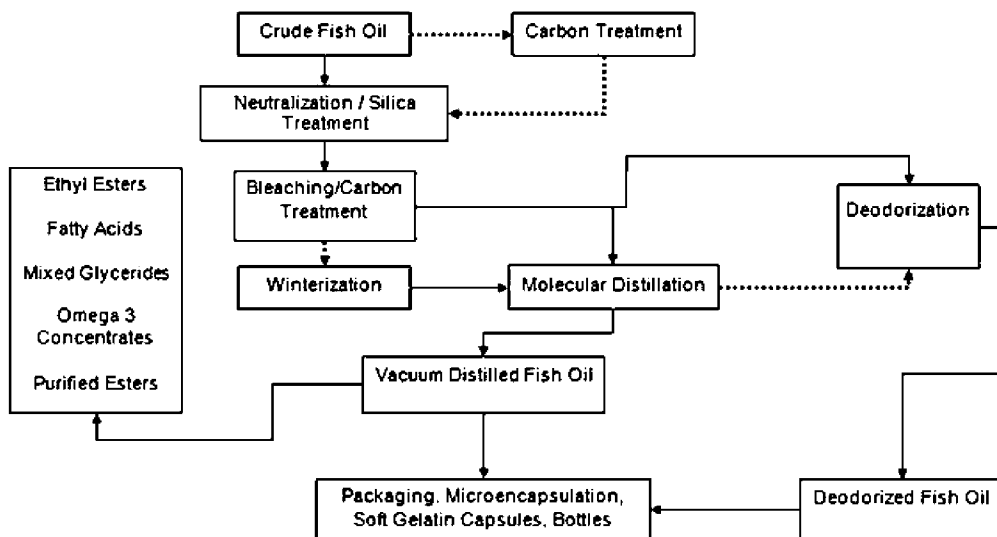 Crude Fish Oil
Carbon Treatment
Neutralization / Silica
Treatment
Bleaching/Carbon
Treatment
Deodorization
Ethyl Esters
Fatty Acids
Mixed Glycerides
Omega 3
Concentrates
Purified Esters
Winterization
Molecular Distillation
Vacuum Distilled Fish Oil
Packaging, Microencapsulation,
Soft Gelatin Capsules, Bottles
Deodorized Fish Oil